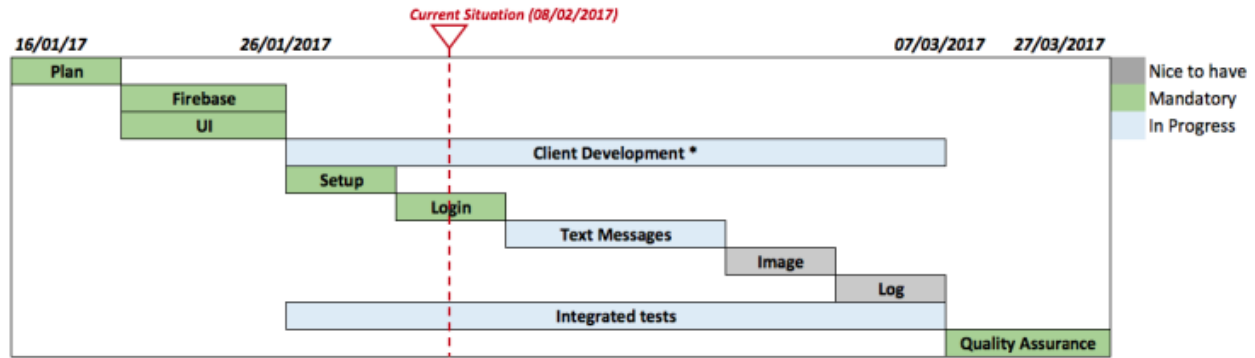 Current Situation (08/02/2017)
16/01/17 26/01/2017 07/03/2017 27/03/2017
Plan
Nice to have
Firebase
Mandatory
UI
In Progress
Client Development *
Setup
Login
Text Messages
Image
Log
Integrated tests
Quality Assurance